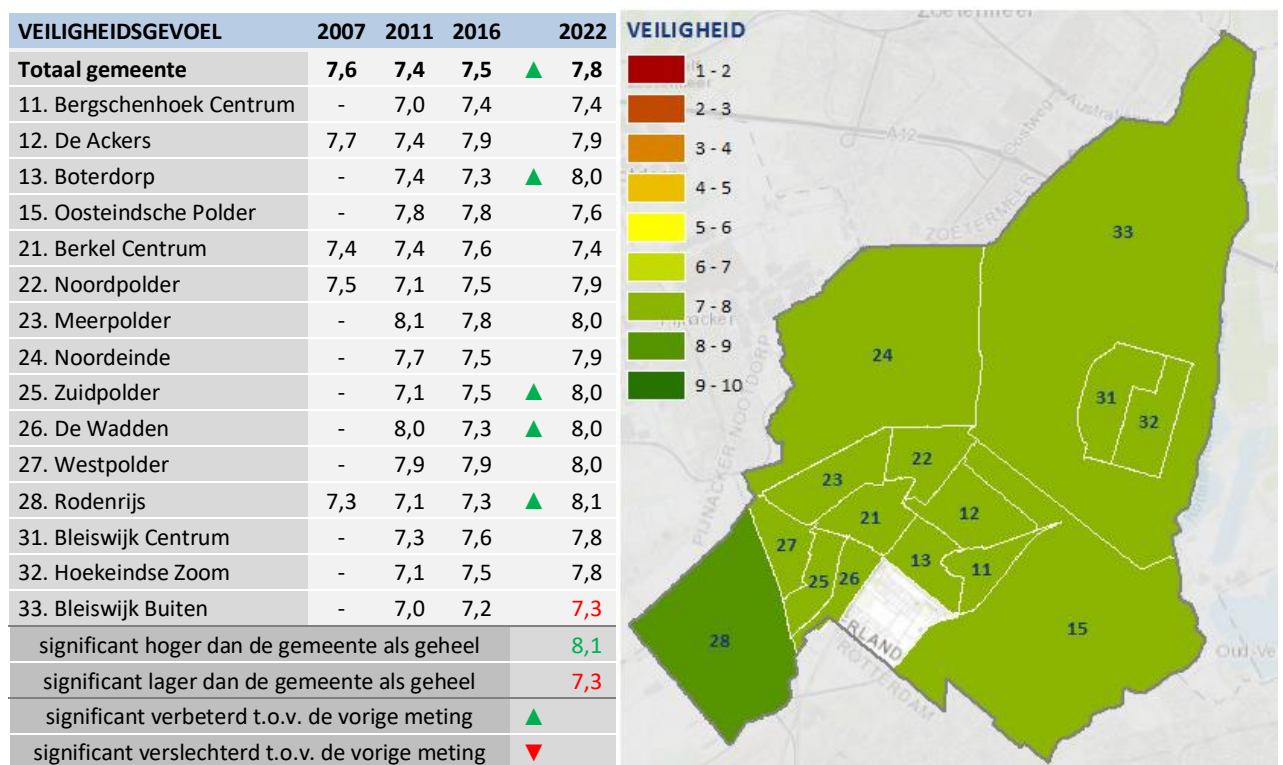 VEILIGHEIDSGEVOEL 2007 2011 2016 2022
Totaal gemeente 7,6 7,4 7,5 ▲ 7,8
11. Bergschenhoek Centrum - 7,0 7,4 7,4
12. De Ackers 7,7 7,4 7,9 7,9
13. Boterdorp - 7,4 7,3 ▲ 8,0
15. Oosteindsche Polder - 7,8 7,8 7,6
21. Berkel Centrum 7,4 7,4 7,6 7,4
22. Noordpolder 7,5 7,1 7,5 7,9
23. Meerpolder - 8,1 7,8 8,0
24. Noordeinde - 7,7 7,5 7,9
25. Zuidpolder - 7,1 7,5 ▲ 8,0
26. De Wadden - 8,0 7,3 ▲ 8,0
27. Westpolder - 7,9 7,9 8,0
28. Rodenrijs 7,3 7,1 7,3 ▲ 8,1
31. Bleiswijk Centrum - 7,3 7,6 7,8
32. Hoekeindse Zoom - 7,1 7,5 7,8
33. Bleiswijk Buiten - 7,0 7,2 7,3
significant hoger dan de gemeente als geheel 8,1
significant lager dan de gemeente als geheel 7,3
significant verbeterd t.o.v. de vorige meting ▲
significant verslechterd t.o.v. de vorige meting ▼
VEILIGHEID
1 - 2
2 - 3
3 - 4
4 - 5
5 - 6
6 - 7
7 - 8
8 - 9
9 - 10
Zoetermeer
A12
Oostweg
ZOETERMEER
33
24
31
32
PIJNACKER-NOOTDORP
22
23
21
12
27
13
11
25
26
15
28
ERLAND
ROTTERDAM
Oud-Ve